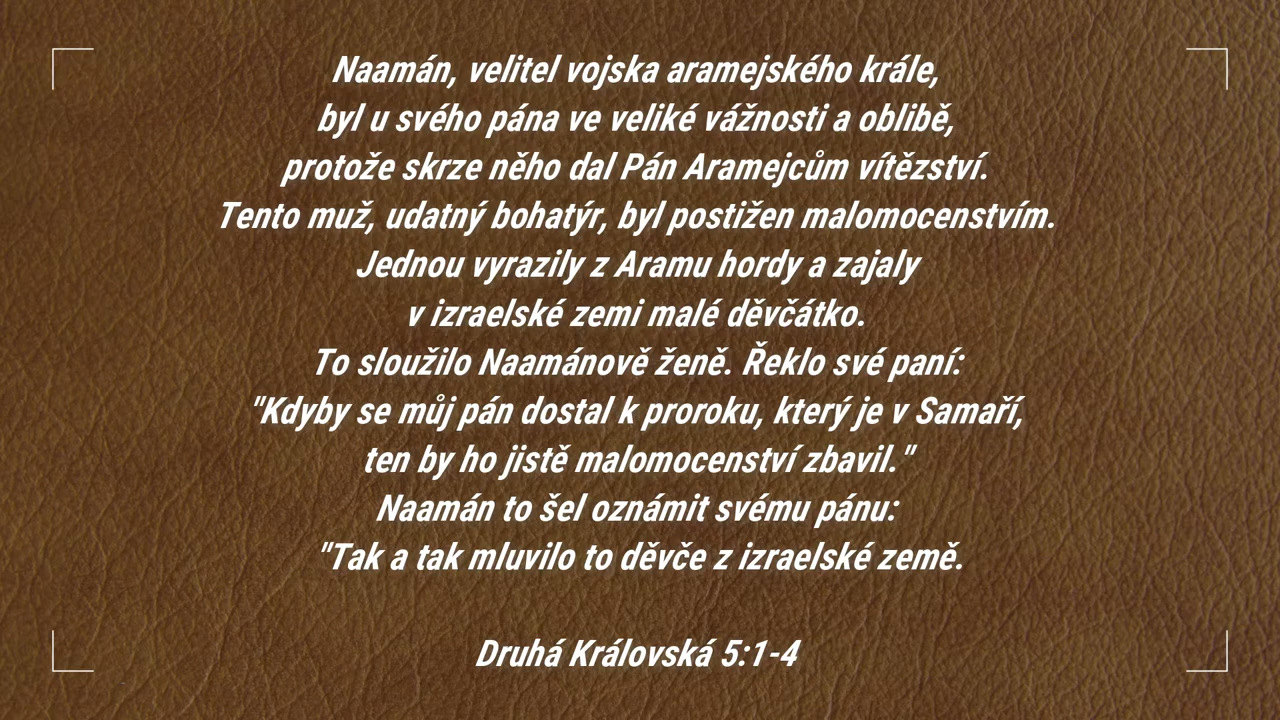 Naamán, velitel vojska aramejského krále,
byl u svého pána ve veliké vážnosti a oblibě,
protože skrze něho dal Pán Aramejcům vítězství.
Tento muž, udatný bohatýr, byl postižen malomocenstvím.
Jednou vyrazily z Aramu hordy a zajaly
v izraelské zemi malé děvčátko.
To sloužilo Naamánově ženě. Řeklo své paní:
"Kdyby se můj pán dostal k proroku, který je v Samaří,
ten by ho jistě malomocenství zbavil."
Naamán to šel oznámit svému pánu:
"Tak a tak mluvilo to děvče z izraelské země.
Druhá Královská 5:1-4